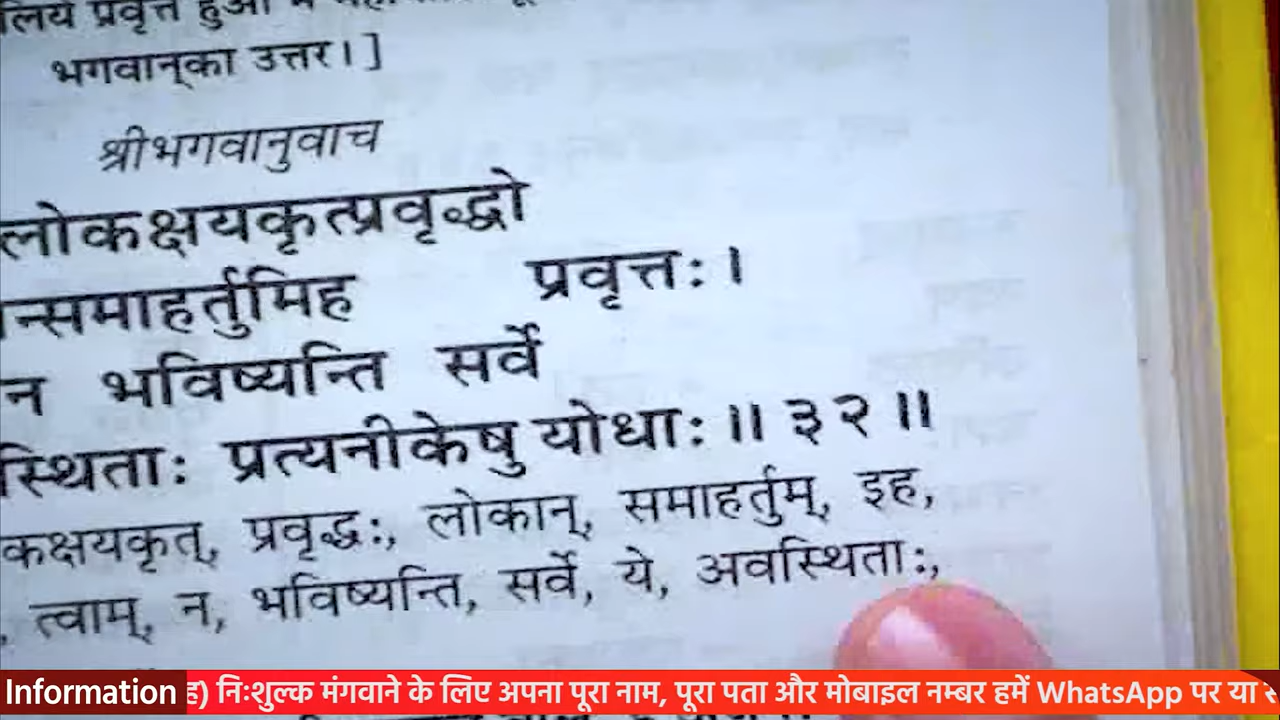 लिये प्रवृत्त हुआ
भगवान्‌का उत्तर। ]
श्रीभगवानुवाच
लोकक्षयकृत्प्रवृद्धो
न्समाहर्तुमिह प्रवृत्तः।
न भविष्यन्ति सर्वे
स्थिताः प्रत्यनीकेषु योधाः॥ ३२॥
कक्षयकृत्, प्रवृद्धः, लोकान्, समाहर्तुम्, इह,
, त्वाम्, न, भविष्यन्ति, सर्वे, ये, अवस्थिताः,
Information ह) निःशुल्क मंगवाने के लिए अपना पूरा नाम, पूरा पता और मोबाइल नम्बर हमें WhatsApp पर या